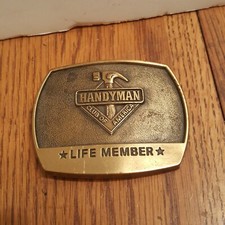 HANDYMAN
CLUB OF AMERICA
★ LIFE MEMBER ★